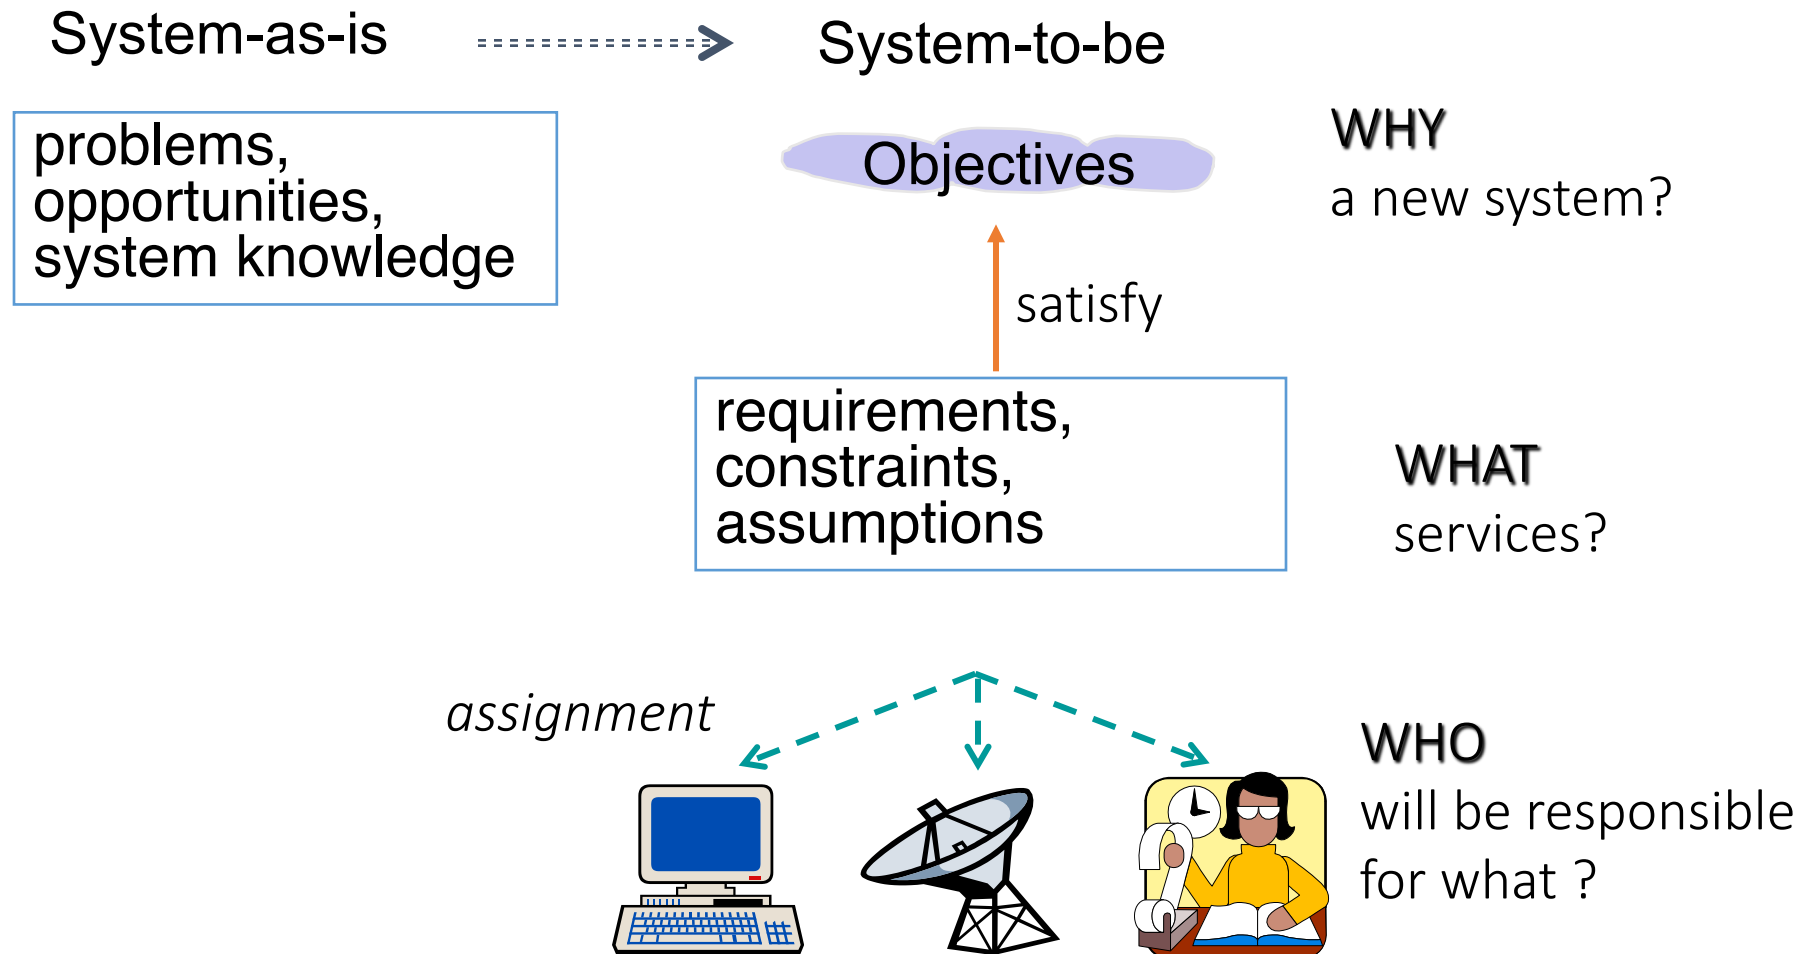 System-as-is
System-to-be
problems,
opportunities,
system knowledge
Objectives
WHY
a new system?
satisfy
requirements,
constraints,
assumptions
WHAT
services?
assignment
WHO
will be responsible
for what ?